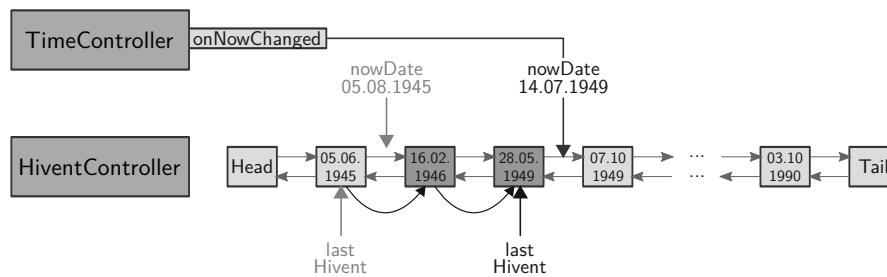 TimeController
onNowChanged
nowDate
05.08.1945
nowDate
14.07.1949
HiventController
Head
05.06.
1945
16.02.
1946
28.05.
1949
07.10
1949
...
...
03.10
1990
Tail
last
Hivent
last
Hivent